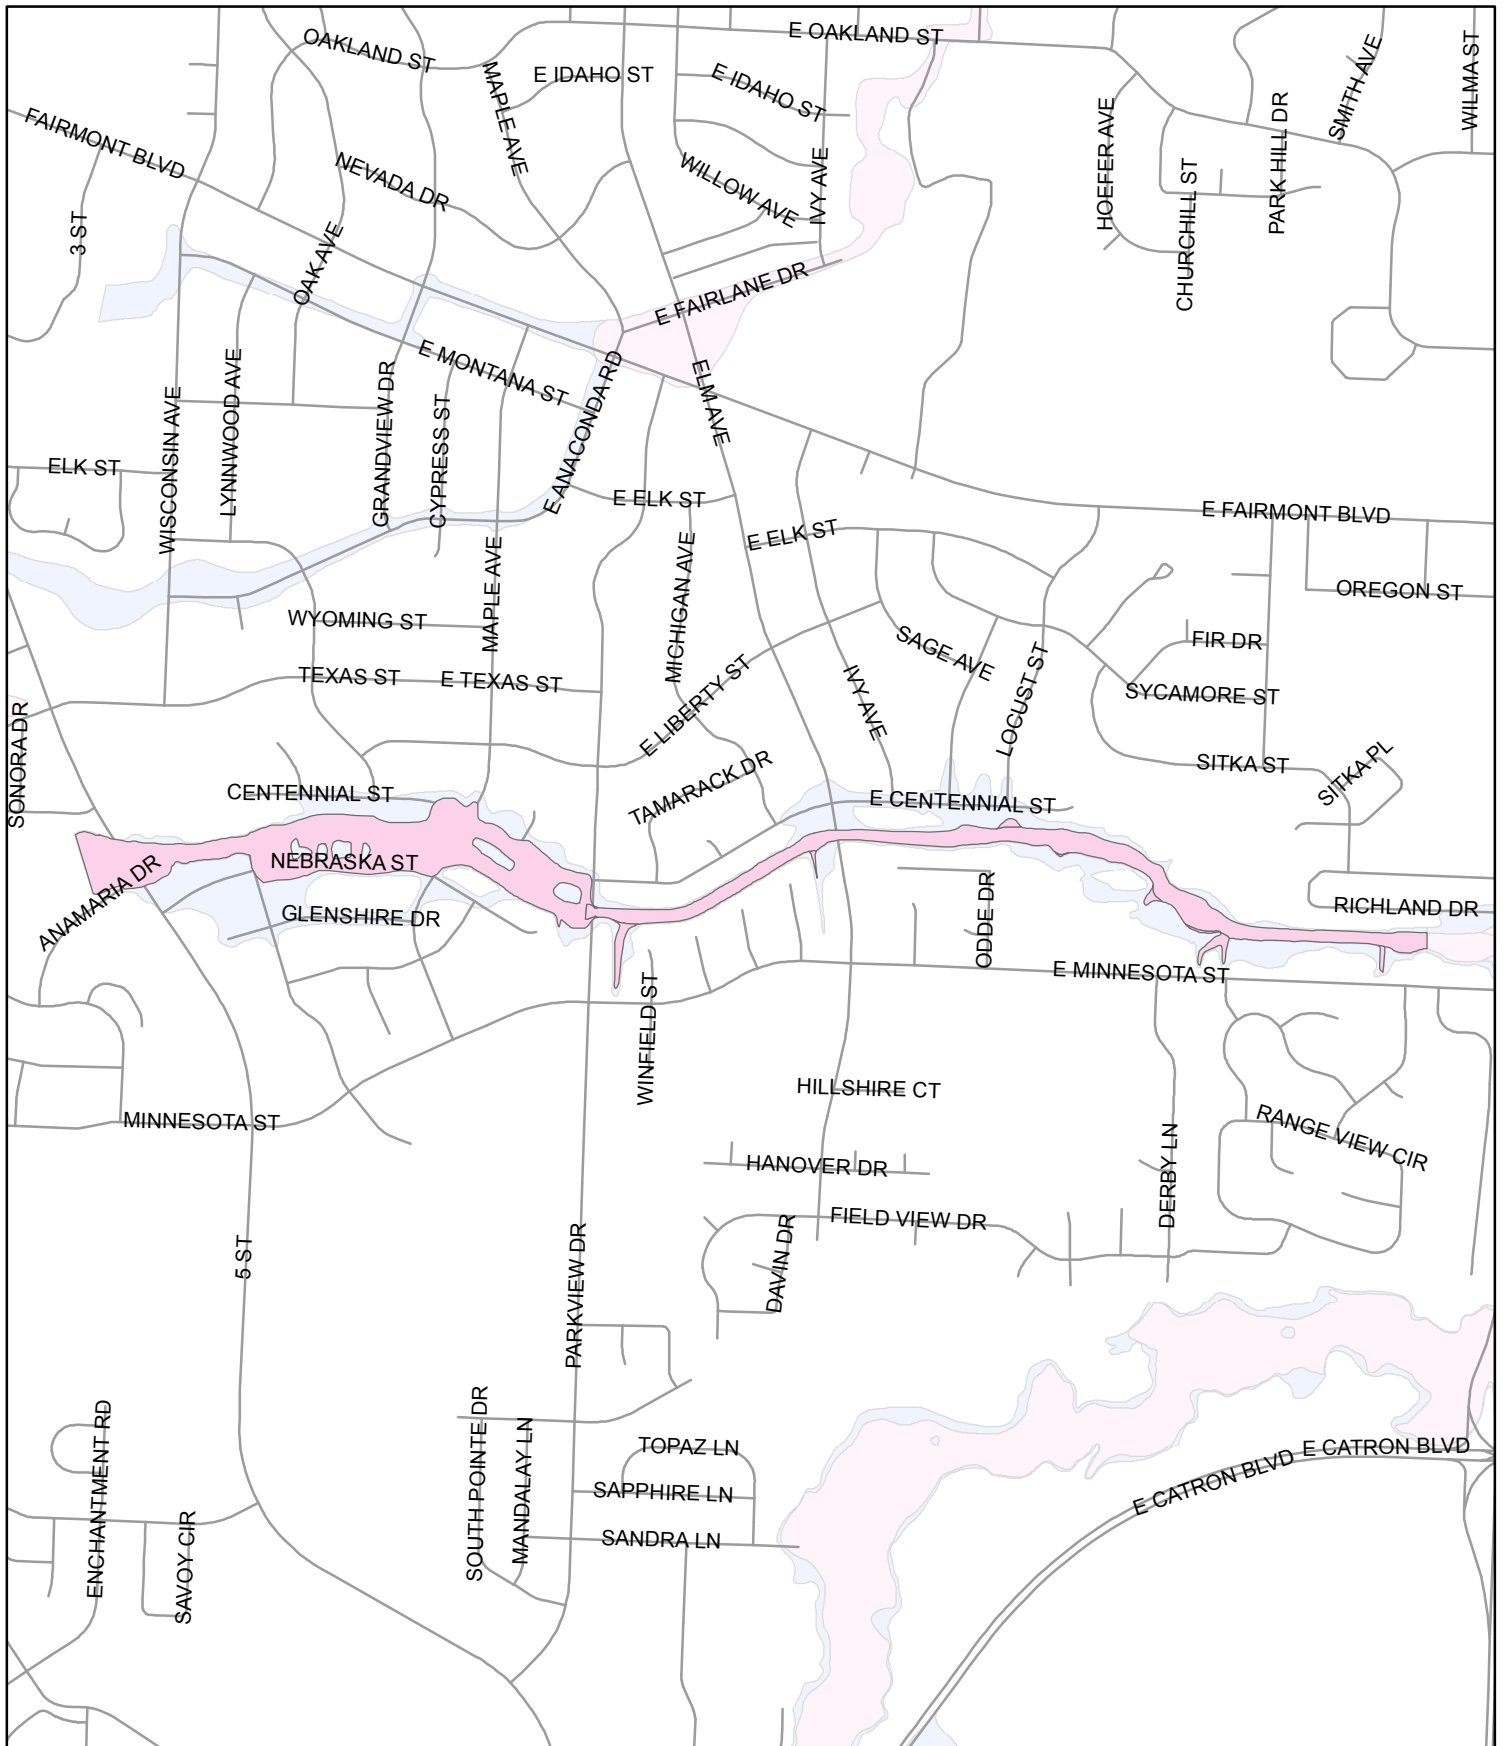 E OAKLAND ST
OAKLAND ST
E IDAHO ST
E IDAHO ST
MAPLE AVE
SMITH AVE
WILMA ST
FAIRMONT BLVD
NEVADA DR
WILLOW AVE
IVY AVE
HOEFER AVE
CHURCHILL ST
PARK HILL DR
3 ST
OAK AVE
E FAIRLANE DR
E MONTANA ST
ELM AVE
WISCONSIN AVE
LYNNWOOD AVE
GRANDVIEW DR
CYPRESS ST
E ANACONDA RD
ELK ST
E ELK ST
E ELK ST
E FAIRMONT BLVD
MAPLE AVE
MICHIGAN AVE
OREGON ST
WYOMING ST
SAGE AVE
FIR DR
TEXAS ST
E TEXAS ST
E LIBERTY ST
IVY AVE
LOCUST ST
SYCAMORE ST
SONORA DR
SITKA ST
SITKA PL
CENTENNIAL ST
TAMARACK DR
E CENTENNIAL ST
NEBRASKA ST
ANAMARIA DR
GLENSHIRE DR
ODDE DR
RICHLAND DR
E MINNESOTA ST
WINFIELD ST
HILLSHIRE CT
MINNESOTA ST
RANGE VIEW CIR
HANOVER DR
DERBY LN
FIELD VIEW DR
5 ST
DAVIN DR
PARKVIEW DR
ENCHANTMENT RD
SOUTH POINTE DR
MANDALAY LN
TOPAZ LN
E CATRON BLVD
E CATRON BLVD
SAPPHIRE LN
SANDRA LN
SAVOY CIR